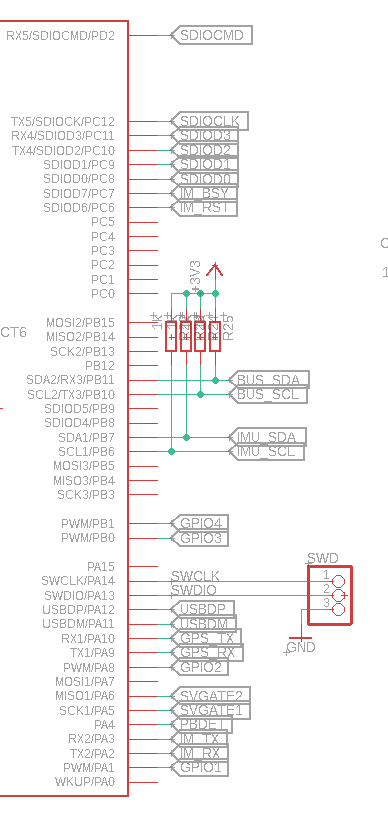 RX5/SDIOCMD/PD2 SDIOCMD
TX5/SDIOCK/PC12 SDIOCLK
RX4/SDIOD3/PC11 SDIOD3
TX4/SDIOD2/PC10 SDIOD2
SDIOD1/PC9 SDIOD1
SDIOD0/PC8 SDIOD0
SDIOD7/PC7 IM_BSY
SDIOD6/PC6 IM_RST
PC5
PC4
PC3
PC2
PC1
PC0
+3V3
MOSI2/PB15
CT6
MISO2/PB14
SCK2/PB13
1K
R25
PB12
SDA2/RX3/PB11 BUS_SDA
SCL2/TX3/PB10 BUS_SCL
SDIOD5/PB9
SDIOD4/PB8
SDA1/PB7 IMU_SDA
SCL1/PB6 IMU_SCL
MOSI3/PB5
MISO3/PB4
SCK3/PB3
PWM/PB1 GPIO4
PWM/PB0 GPIO3
PA15
SWD
SWCLK/PA14 SWCLK 1
SWDIO/PA13 SWDIO 2
USBDP/PA12 USBDP 3
USBDM/PA11 USBDM
RX1/PA10 GPS_TX
GND
TX1/PA9 GPS_RX
PWM/PA8 GPIO2
MOSI1/PA7
MISO1/PA6 SVGATE2
SCK1/PA5 SVGATE1
PA4 PBDET
RX2/PA3 IM_TX
TX2/PA2 IM_RX
PWM/PA1 GPIO1
WKUP/PA0